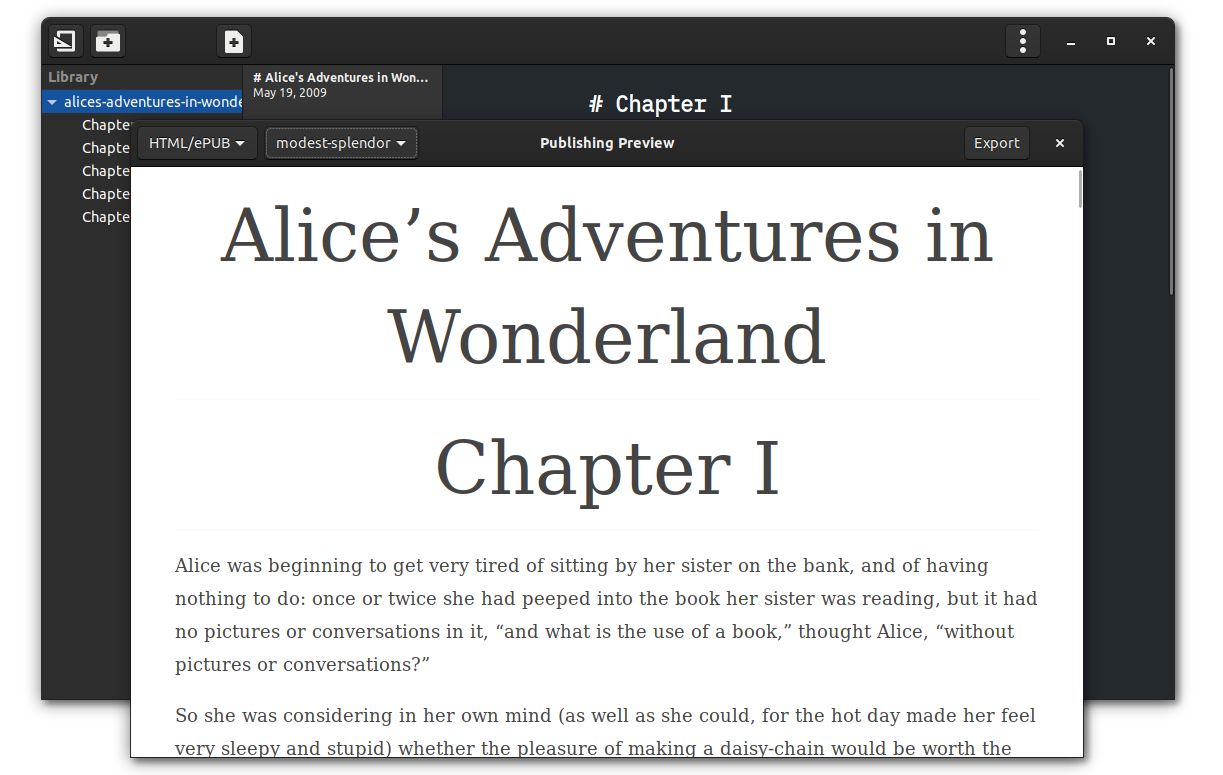 Library
alices-adventures-in-wonde
Chapte
Chapte
Chapte
Chapte
Chapte
# Alice's Adventures in Won...
May 19, 2009
# Chapter I
HTML/ePUB
modest-splendor
Publishing Preview
Export
Alice’s Adventures in
Wonderland
Chapter I
Alice was beginning to get very tired of sitting by her sister on the bank, and of having
nothing to do: once or twice she had peeped into the book her sister was reading, but it had
no pictures or conversations in it, “and what is the use of a book,” thought Alice, “without
pictures or conversations?”
So she was considering in her own mind (as well as she could, for the hot day made her feel
very sleepy and stupid) whether the pleasure of making a daisy-chain would be worth the